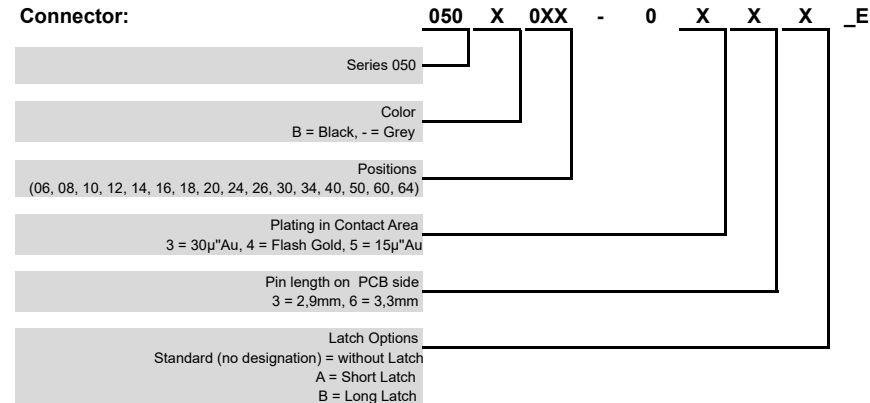 Connector: 050 X 0XX - 0 X X X _E
Series 050
Color
B = Black, - = Grey
Positions
(06, 08, 10, 12, 14, 16, 18, 20, 24, 26, 30, 34, 40, 50, 60, 64)
Plating in Contact Area
3 = 30µ"Au, 4 = Flash Gold, 5 = 15µ"Au
Pin length on PCB side
3 = 2,9mm, 6 = 3,3mm
Latch Options
Standard (no designation) = without Latch
A = Short Latch
B = Long Latch